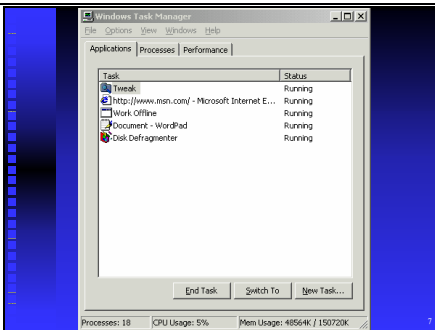 Windows Task Manager
File Options View Windows Help
Applications Processes Performance
Task Status
Tweak Running
http://www.msn.com/ - Microsoft Internet E... Running
Work Offline Running
Document - WordPad Running
Disk Defragmenter Running
End Task Switch To New Task...
Processes: 18 CPU Usage: 5% Mem Usage: 48564K / 150720K
7